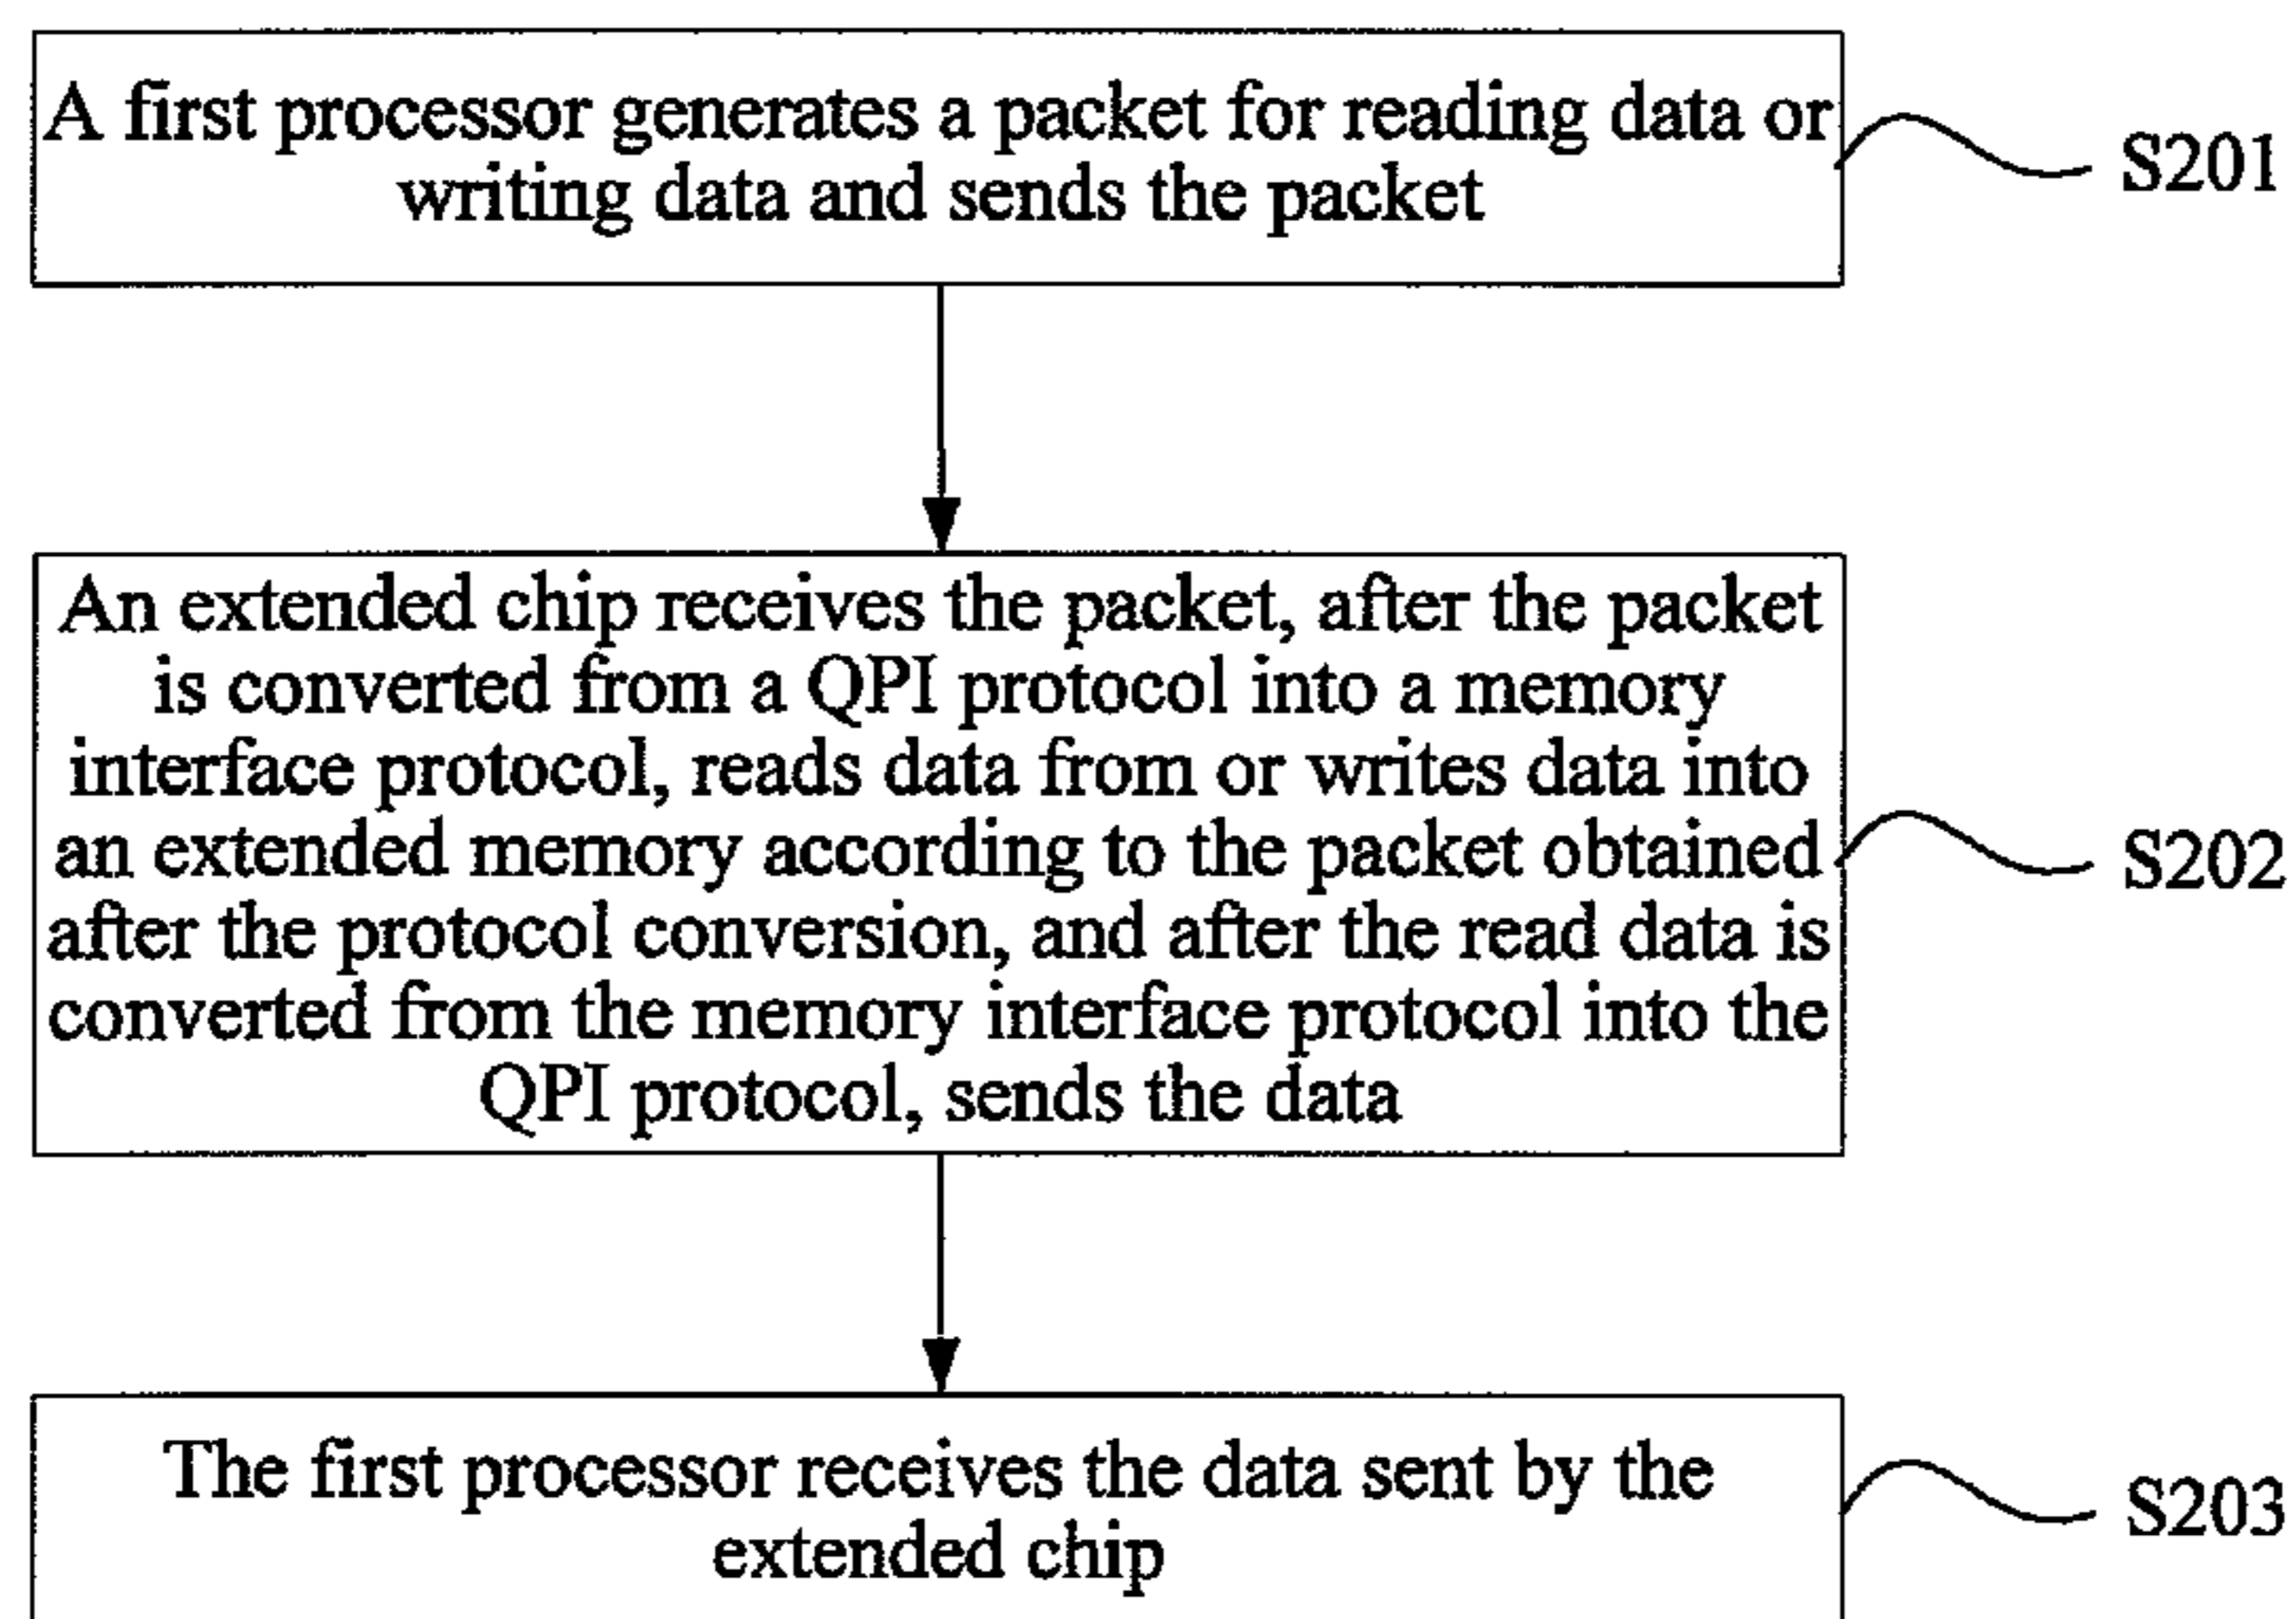 A first processor generates a packet for reading data or
writing data and sends the packet
S201
An extended chip receives the packet, after the packet
is converted from a QPI protocol into a memory
interface protocol, reads data from or writes data into
an extended memory according to the packet obtained
after the protocol conversion, and after the read data is
converted from the memory interface protocol into the
QPI protocol, sends the data
S202
The first processor receives the data sent by the
extended chip
S203